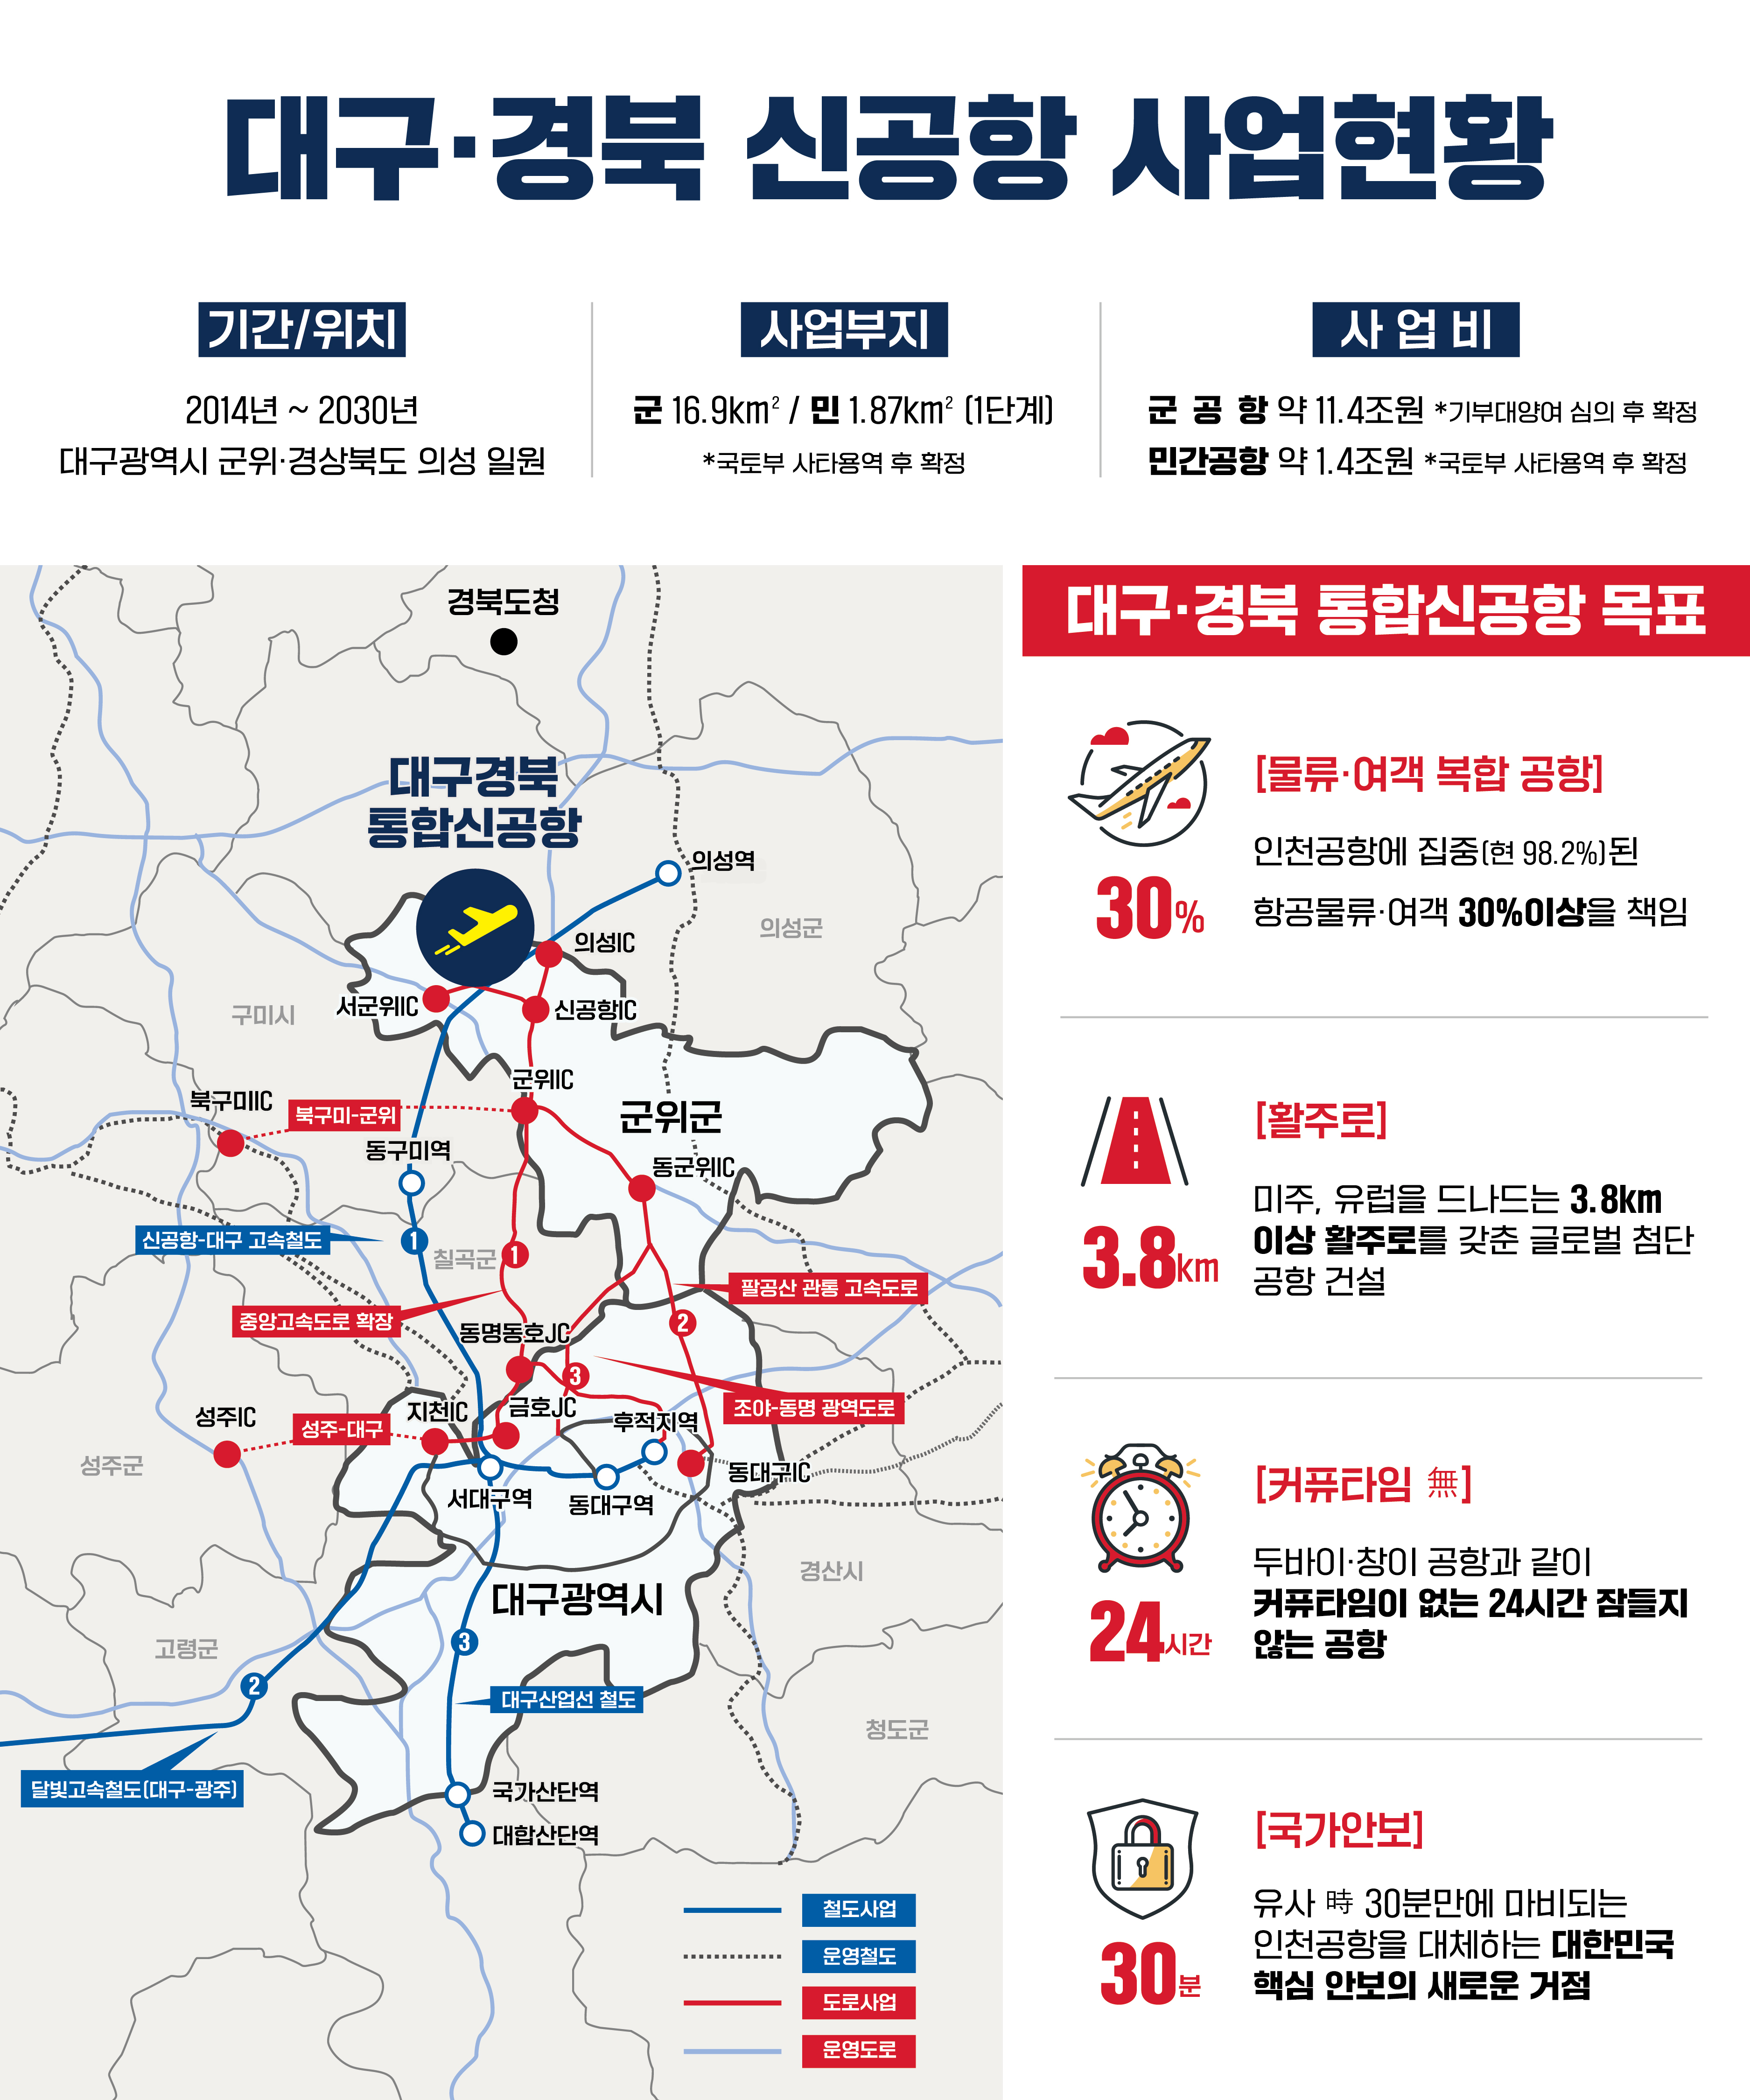 대구·경북 신공항 사업현황
기간/위치
2014년 ~ 2030년
대구광역시 군위·경상북도 의성 일원
사업부지
군 16.9km² / 민 1.87km² (1단계)
*국토부 사타용역 후 확정
사 업 비
군 공 항 약 11.4조원 *기부대양여 심의 후 확정
민간공항 약 1.4조원 *국토부 사타용역 후 확정
경북도청
대구경북
통합신공항
의성역
의성군
의성IC
서군위IC
신공항IC
구미시
군위IC
북구미IC
북구미-군위
군위군
동구미역
동군위IC
신공항-대구 고속철도
1
칠곡군
1
팔공산 관통 고속도로
중앙고속도로 확장
2
동명동호JC
3
조야-동명 광역도로
성주IC
성주-대구
지천IC
금호JC
후적지역
성주군
동대구IC
서대구역
동대구역
경산시
대구광역시
고령군
3
2
대구산업선 철도
청도군
달빛고속철도(대구-광주)
국가산단역
대합산단역
철도사업
운영철도
도로사업
운영도로
대구·경북 통합신공항 목표
30%
[물류·여객 복합 공항]
인천공항에 집중(현 98.2%)된
항공물류·여객 30%이상을 책임
3.8km
[활주로]
미주, 유럽을 드나드는 3.8km
이상 활주로를 갖춘 글로벌 첨단
공항 건설
24시간
[커퓨타임 無]
두바이·창이 공항과 같이
커퓨타임이 없는 24시간 잠들지
않는 공항
30분
[국가안보]
유사 時 30분만에 마비되는
인천공항을 대체하는 대한민국
핵심 안보의 새로운 거점